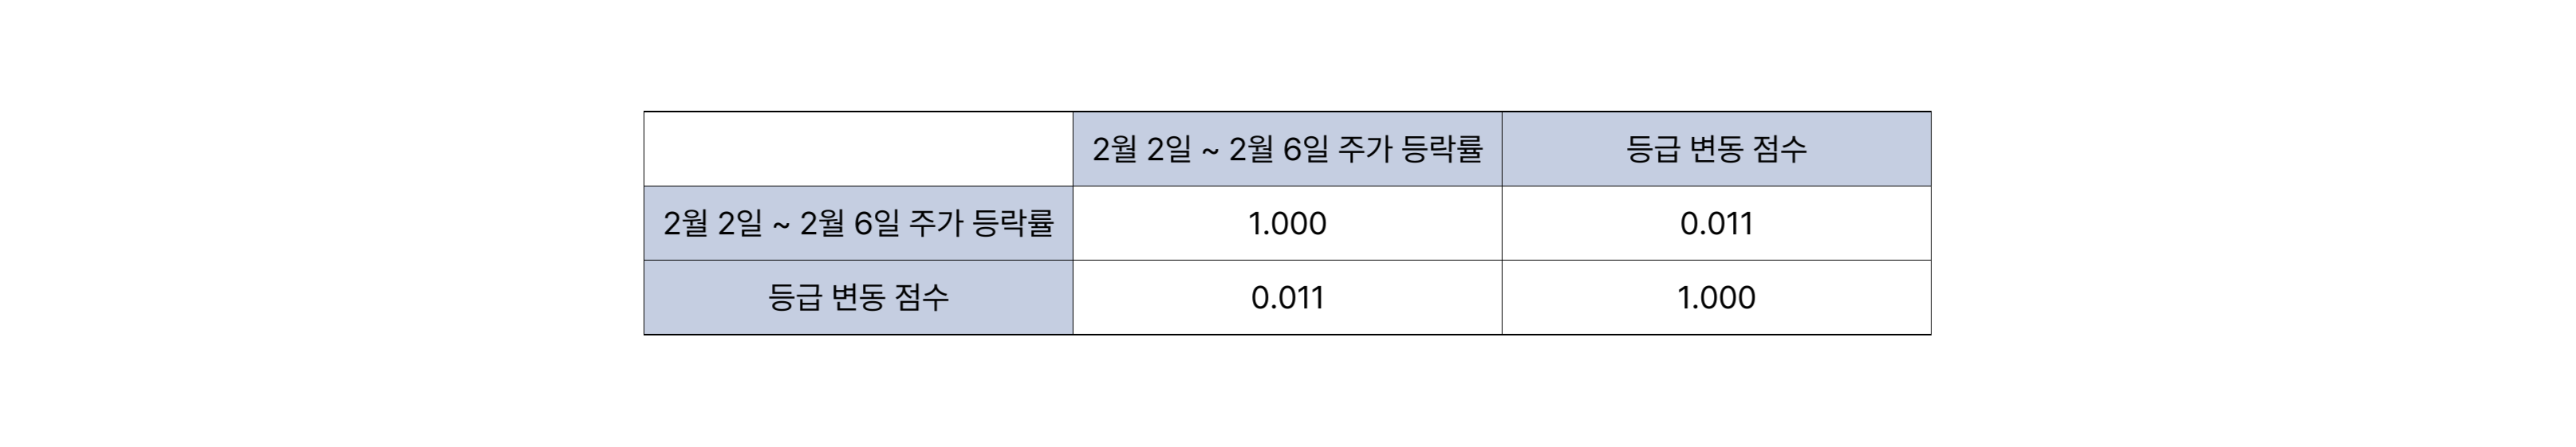 2월 2일 ~ 2월 6일 주가 등락률 등급 변동 점수
2월 2일 ~ 2월 6일 주가 등락률 1.000 0.011
등급 변동 점수 0.011 1.000